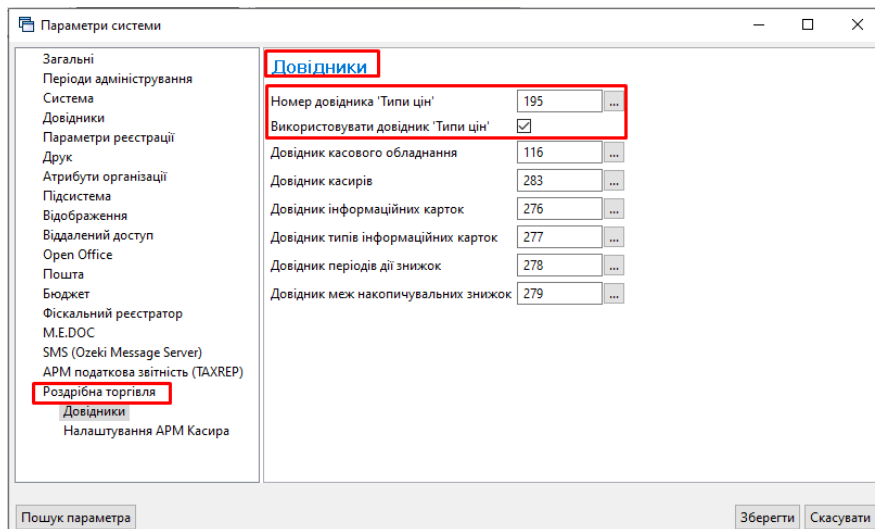 Параметри системи
Загальні
Періоди адміністрування
Система
Довідники
Параметри реєстрації
Друк
Атрибути організації
Підсистема
Відображення
Віддалений доступ
Open Office
Пошта
Бюджет
Фіскальний реєстратор
M.E.DOC
SMS (Ozeki Message Server)
АРМ податкова звітність (TAXREP)
Роздрібна торгівля
Довідники
Налаштування АРМ Касира
Довідники
Номер довідника 'Типи цін' 195 ...
Використовувати довідник 'Типи цін'
Довідник касового обладнання 116 ...
Довідник касирів 283 ...
Довідник інформаційних карток 276 ...
Довідник типів інформаційних карток 277 ...
Довідник періодів дії знижок 278 ...
Довідник меж накопичувальних знижок 279 ...
Пошук параметра
Зберегти Скасувати